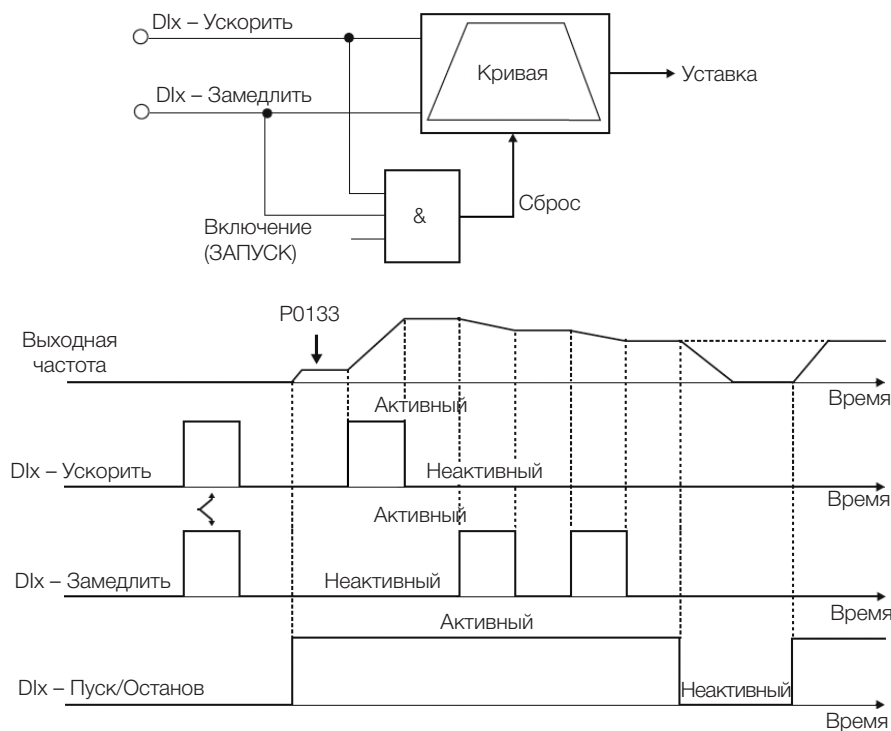 DIx – Ускорить
Кривая
Уставка
DIx – Замедлить
&
Сброс
Включение
(ЗАПУСК)
P0133
Выходная
частота
Время
Активный
DIx – Ускорить
Неактивный
Время
Активный
DIx – Замедлить
Неактивный
Время
Активный
DIx – Пуск/Останов
Неактивный
Время